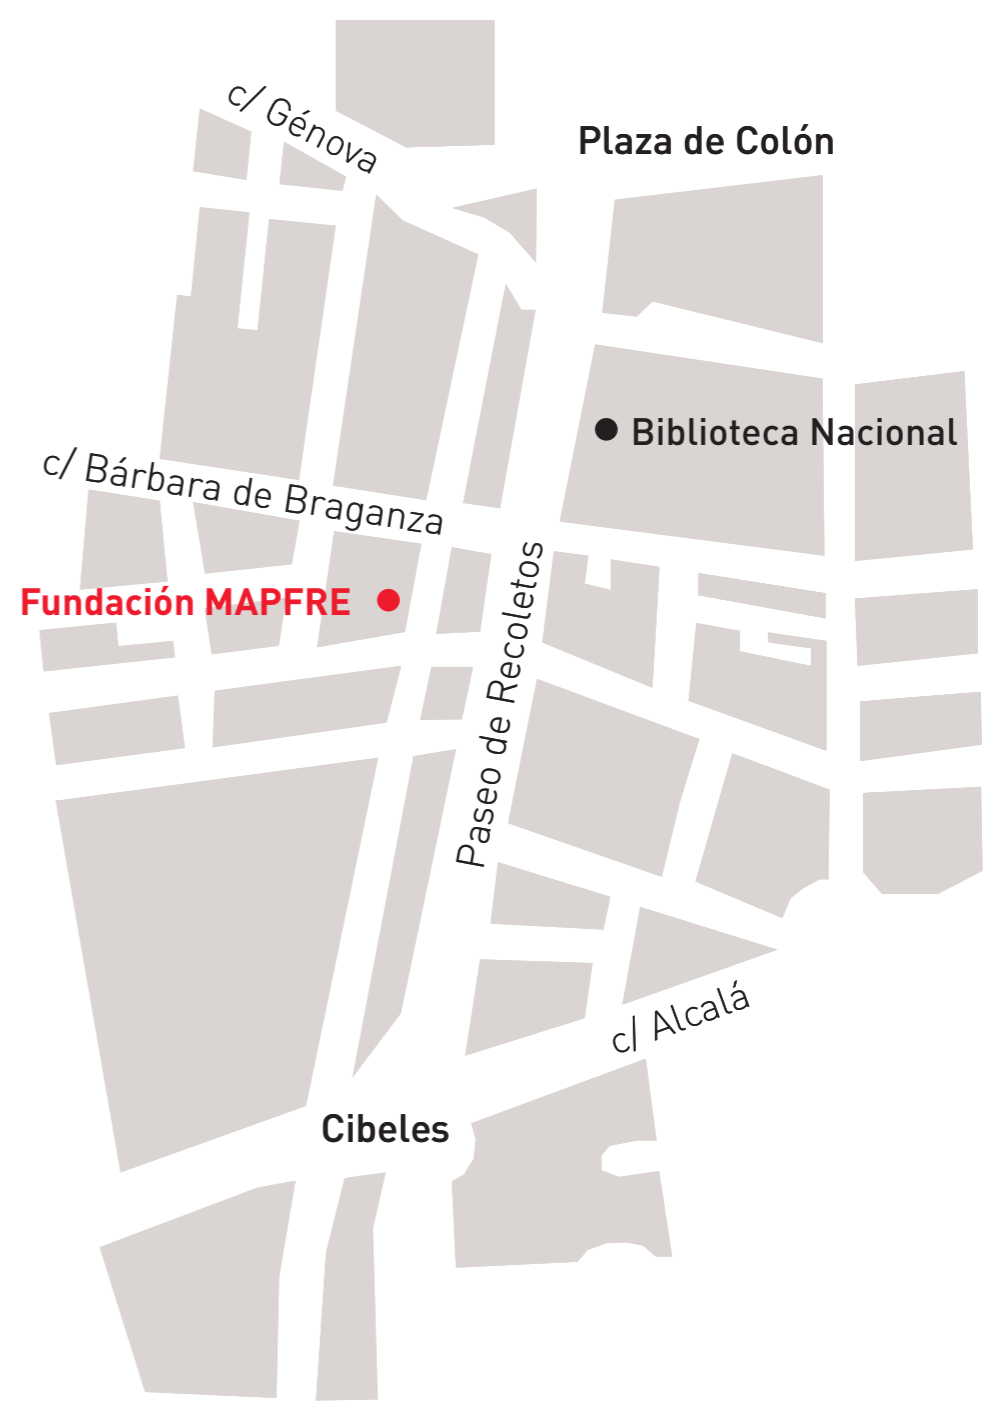 c/ Génova
Plaza de Colón
Biblioteca Nacional
c/ Bárbara de Braganza
Fundación MAPFRE
Paseo de Recoletos
c/ Alcalá
Cibeles